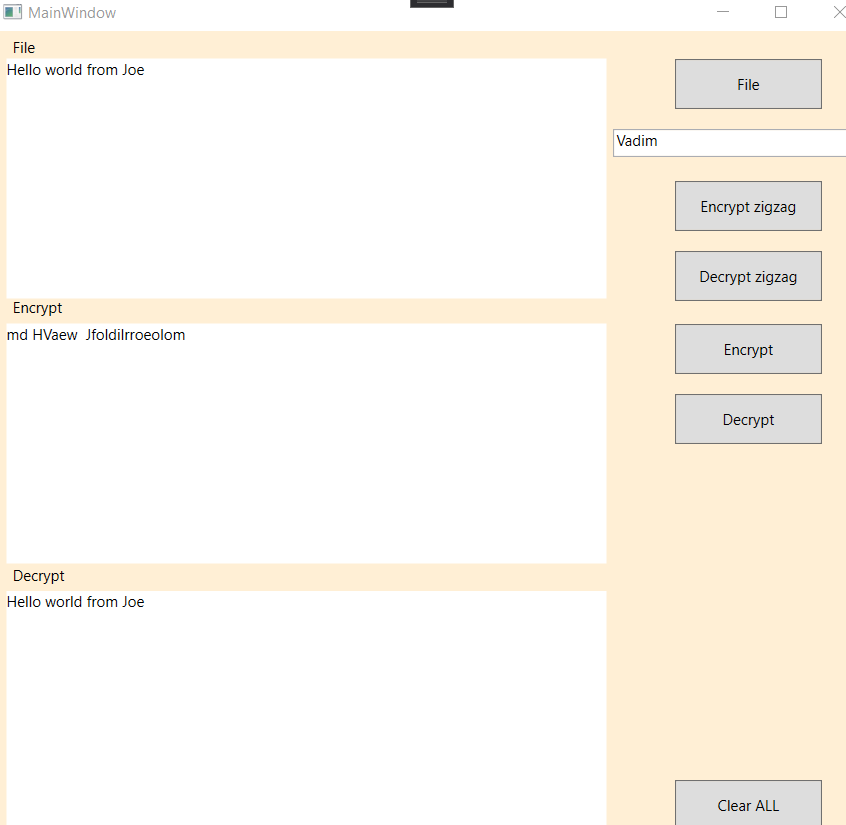 MainWindow
File
Hello world from Joe
File
Vadim
Encrypt zigzag
Decrypt zigzag
Encrypt
md HVaew  Jfoldilrroeolom
Encrypt
Decrypt
Decrypt
Hello world from Joe
Clear ALL